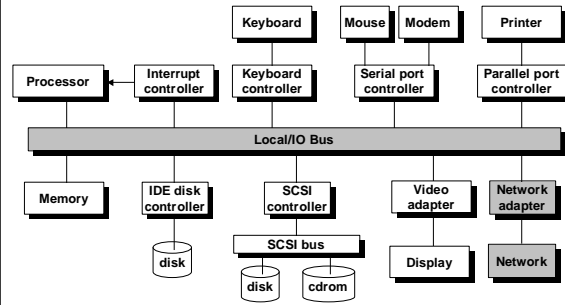 Keyboard
Mouse
Modem
Printer
Processor
Interrupt
controller
Keyboard
controller
Serial port
controller
Parallel port
controller
Local/IO Bus
Memory
IDE disk
controller
SCSI
controller
Video
adapter
Network
adapter
disk
SCSI bus
disk
cdrom
Display
Network